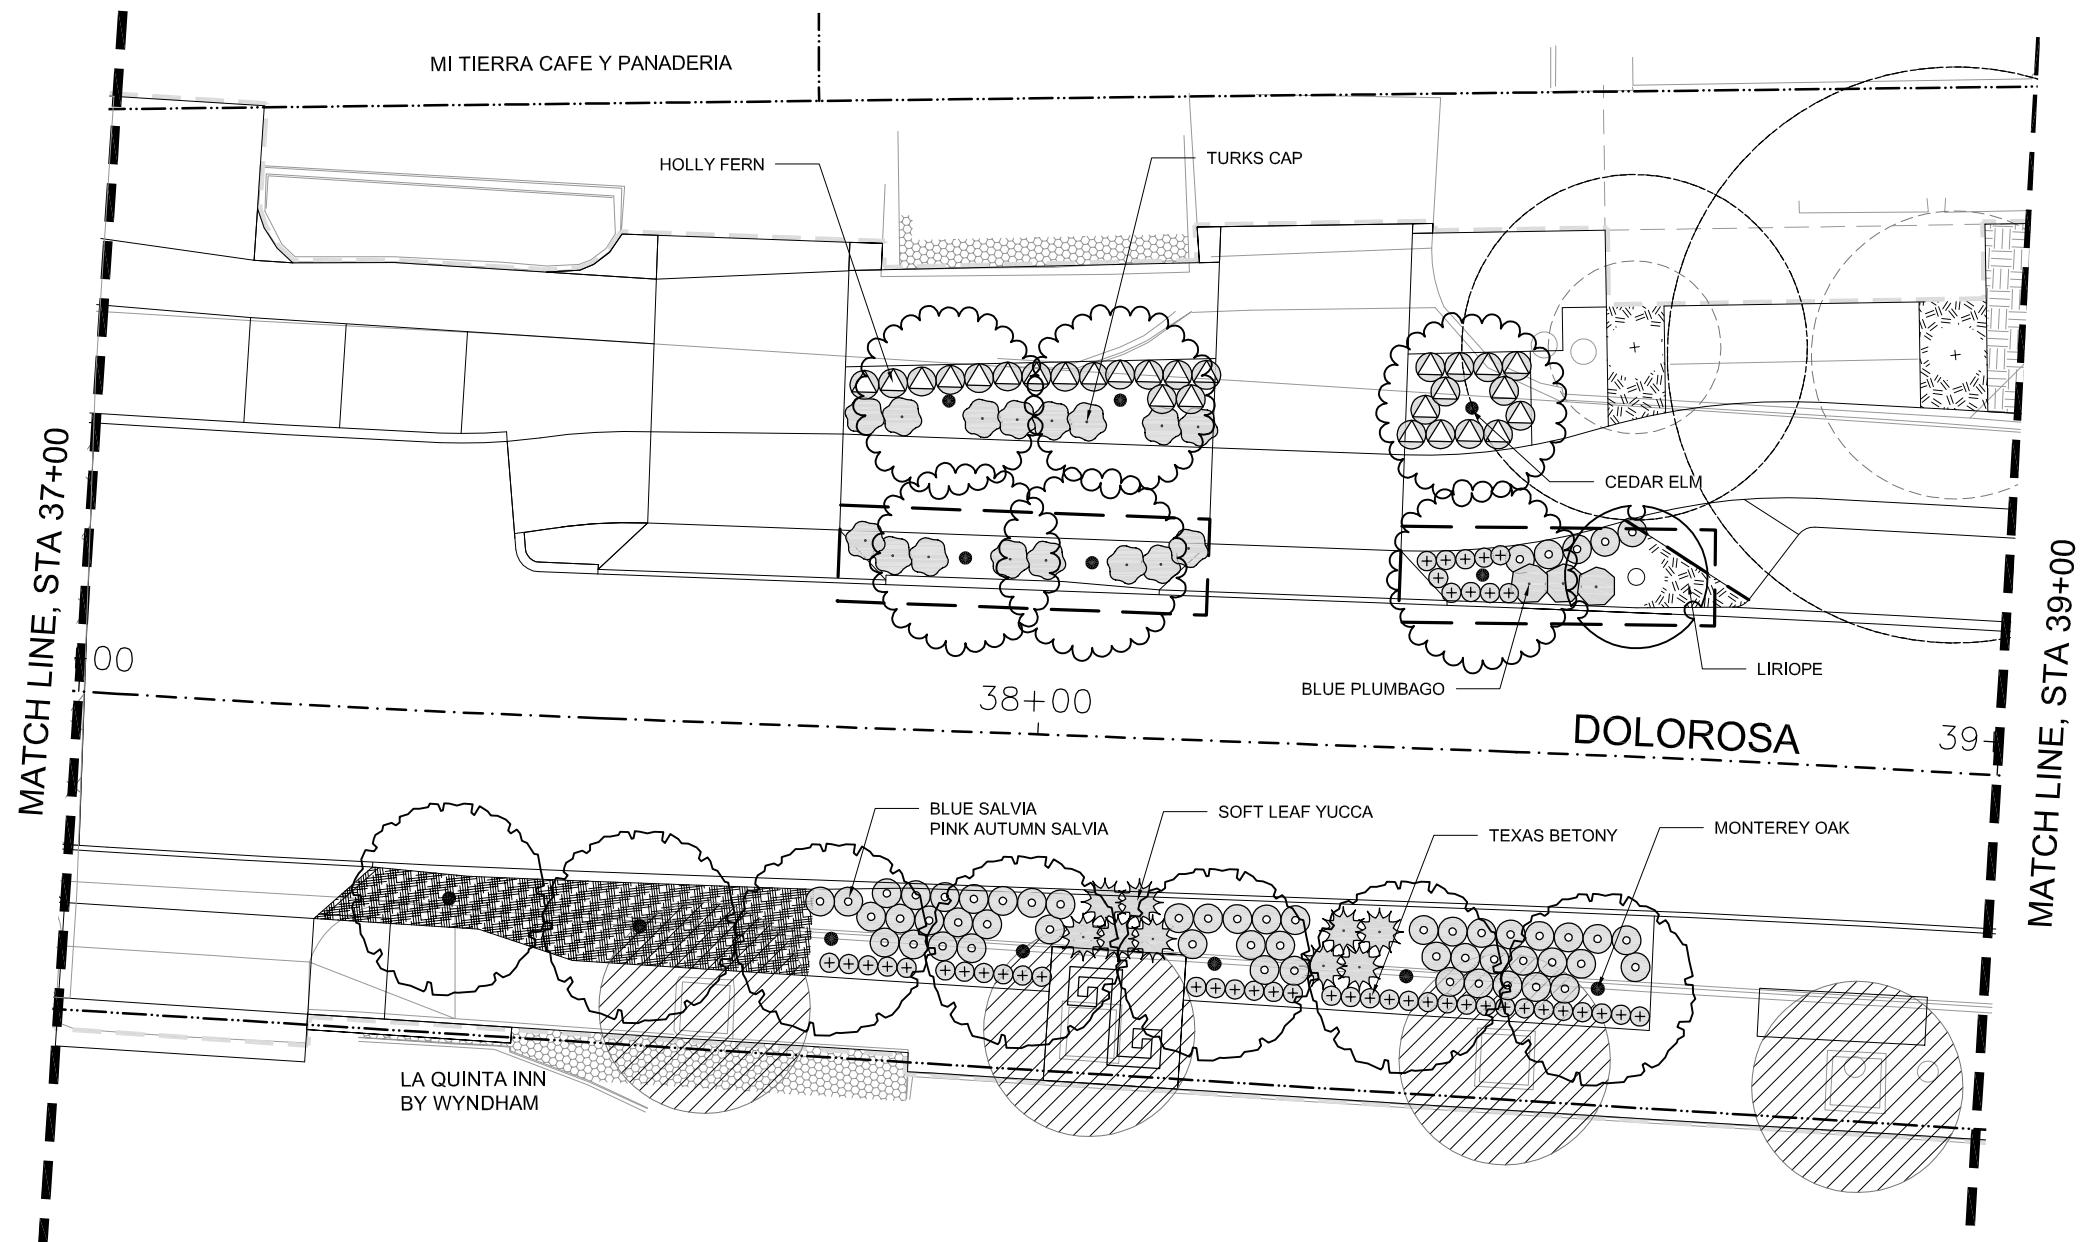 MI TIERRA CAFE Y PANADERIA
HOLLY FERN
TURKS CAP
CEDAR ELM
MATCH LINE, STA 37+00
MATCH LINE, STA 39+00
00
38+00
BLUE PLUMBAGO
LIRIOPE
DOLOROSA
39+
BLUE SALVIA
PINK AUTUMN SALVIA
SOFT LEAF YUCCA
TEXAS BETONY
MONTEREY OAK
LA QUINTA INN
BY WYNDHAM